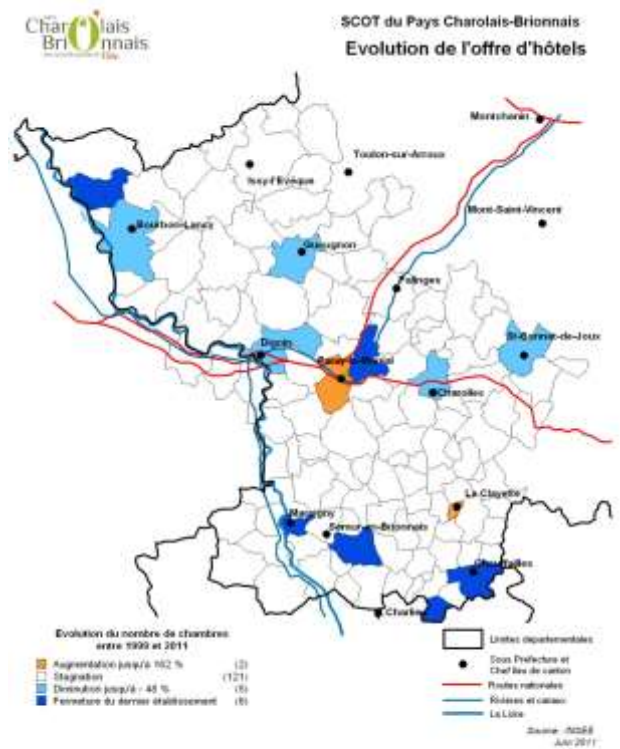 Charolais
Brionnais
SCOT du Pays Charolais-Brionnais
Evolution de l'offre d'hôtels
Montchanin
Toulon-sur-Arroux
Issy-l'Evêque
Mont-Saint-Vincent
Bourbon-Lancy
Gueugnon
Palinges
St-Bonnet-de-Joux
Digoin
Paray-le-Monial
Charolles
La Clayette
Marcigny
Semur-en-Brionnais
Chauffailles
Charlieu
Evolution du nombre de chambres
entre 1999 et 2011
Augmentation jusqu'à 162 % (2)
Stagnation (121)
Diminution jusqu'à - 48 %
Fermeture du dernier établissement
Limites départementales
Sous Préfecture et
Chef lieu de canton
Routes nationales
Rivières et canaux
La Loire
Source : INSEE
Juin 2011